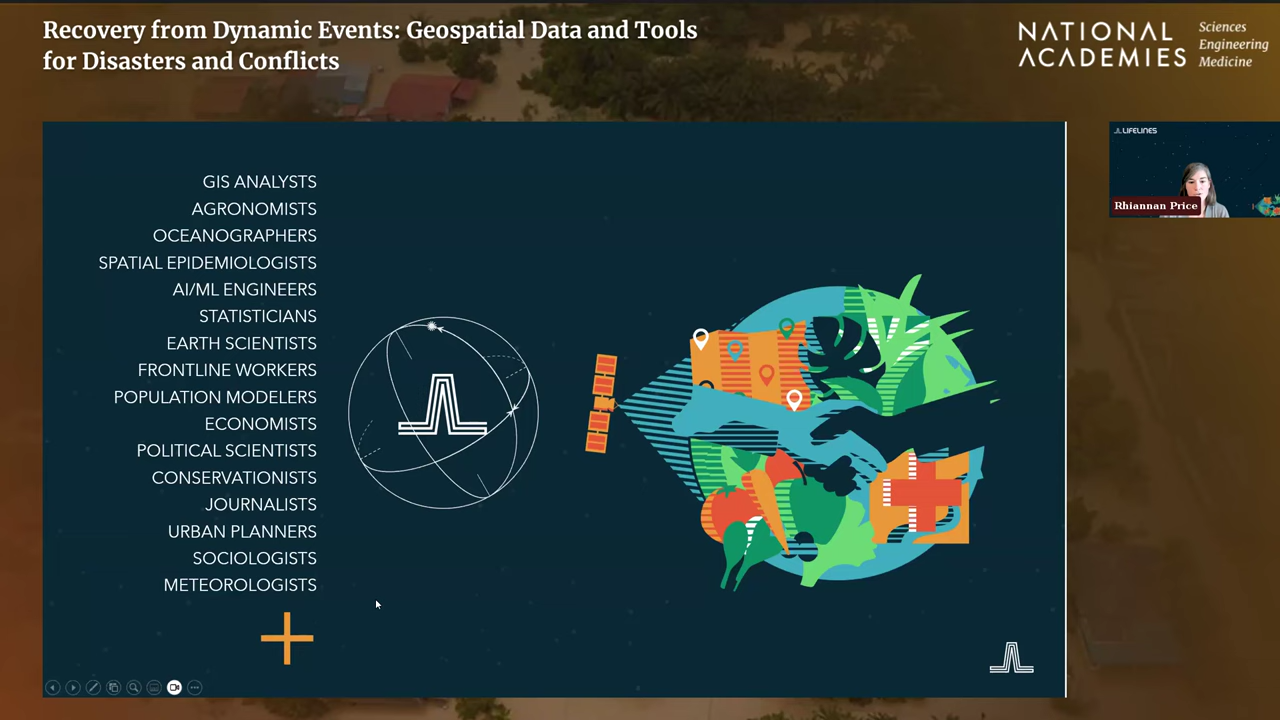 Recovery from Dynamic Events: Geospatial Data and Tools
for Disasters and Conflicts
NATIONAL
ACADEMIES
Sciences
Engineering
Medicine
LIFELINES
Rhiannan Price
GIS ANALYSTS
AGRONOMISTS
OCEANOGRAPHERS
SPATIAL EPIDEMIOLOGISTS
AI/ML ENGINEERS
STATISTICIANS
EARTH SCIENTISTS
FRONTLINE WORKERS
POPULATION MODELERS
ECONOMISTS
POLITICAL SCIENTISTS
CONSERVATIONISTS
JOURNALISTS
URBAN PLANNERS
SOCIOLOGISTS
METEOROLOGISTS
+